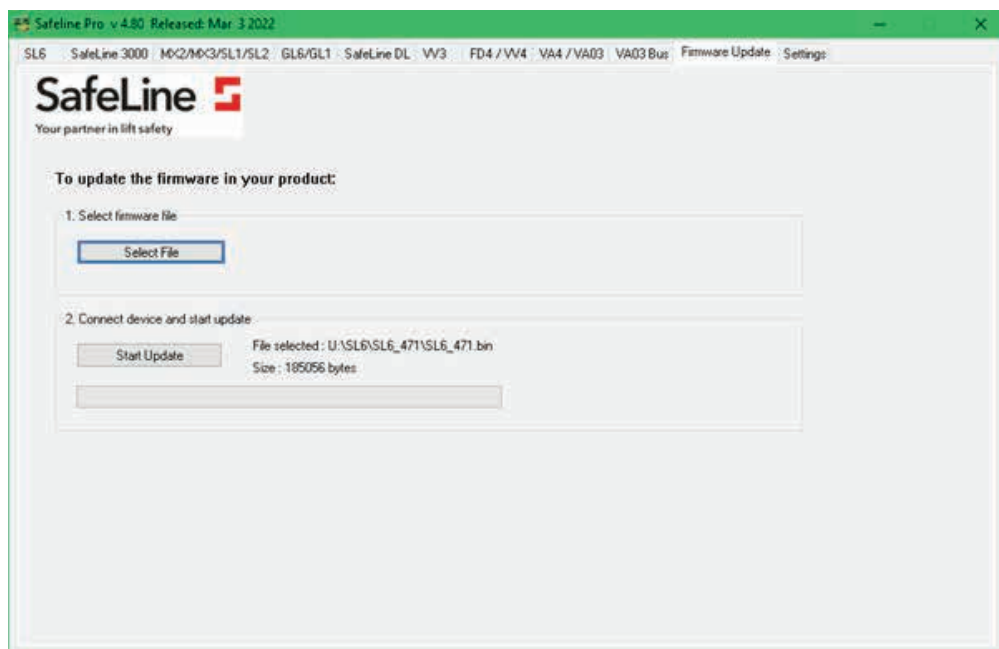 Safeline Pro v 4.80 Released: Mar 3 2022
SL6 SafeLine 3000 MX2/MX3/SL1/SL2 GL6/GL1 SafeLine DL VV3 FD4 / VV4 VA4 / VA03 VA03 Bus Firmware Update Settings
SafeLine
Your partner in lift safety
To update the firmware in your product:
1. Select firmware file
Select File
2. Connect device and start update
Start Update
File selected : U:\SL6\SL6_471\SL6_471.bin
Size : 185056 bytes